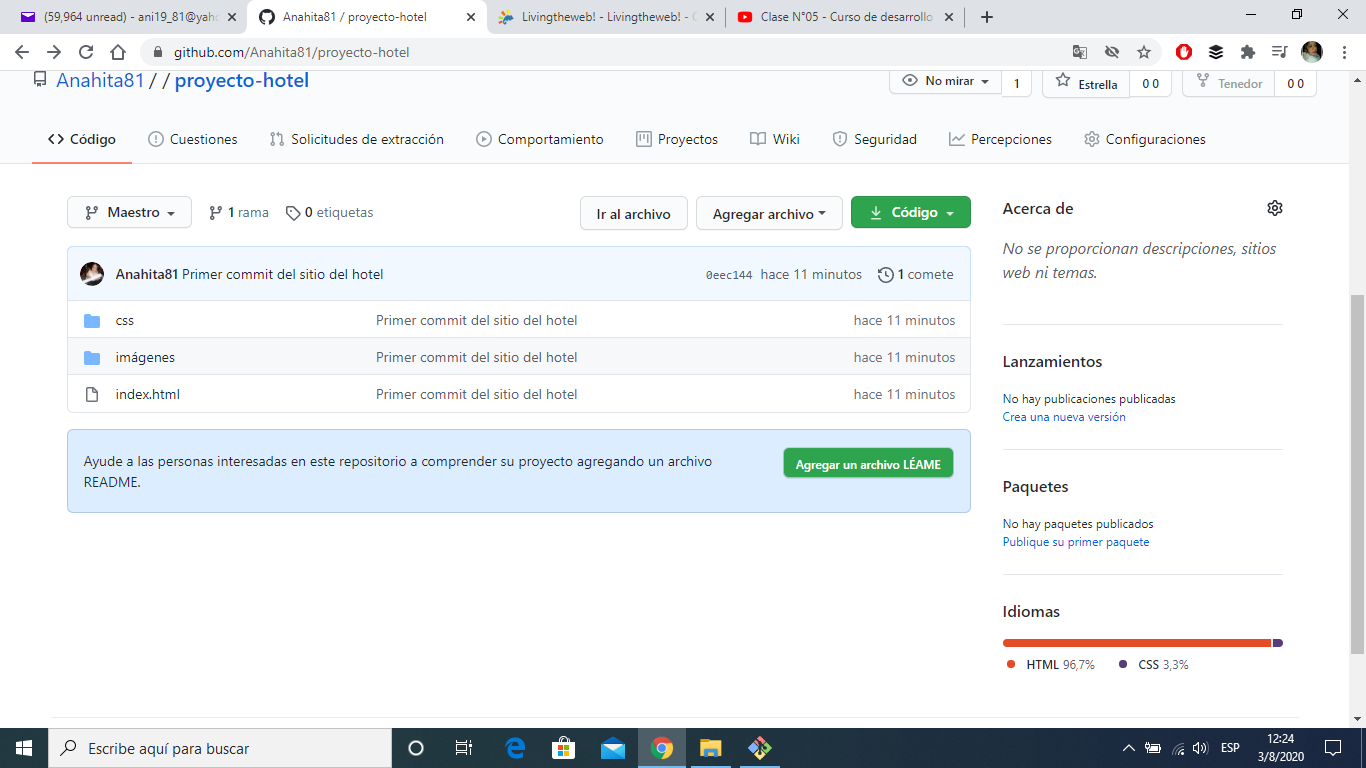 (59,964 unread) - ani19_81@yaho
Anahita81 / proyecto-hotel
Livingtheweb! - Livingtheweb! - C
Clase N°05 - Curso de desarrollo
github.com/Anahita81/proyecto-hotel
Anahita81 / / proyecto-hotel
No mirar 1
Estrella 0 0
Tenedor 0 0
Código
Cuestiones
Solicitudes de extracción
Comportamiento
Proyectos
Wiki
Seguridad
Percepciones
Configuraciones
Maestro
1 rama
0 etiquetas
Ir al archivo
Agregar archivo
Código
Anahita81 Primer commit del sitio del hotel 0eec144 hace 11 minutos 1 comete
css Primer commit del sitio del hotel hace 11 minutos
imágenes Primer commit del sitio del hotel hace 11 minutos
index.html Primer commit del sitio del hotel hace 11 minutos
Ayude a las personas interesadas en este repositorio a comprender su proyecto agregando un archivo
README.
Agregar un archivo LÉAME
Acerca de
No se proporcionan descripciones, sitios
web ni temas.
Lanzamientos
No hay publicaciones publicadas
Crea una nueva versión
Paquetes
No hay paquetes publicados
Publique su primer paquete
Idiomas
HTML 96,7% CSS 3,3%
Escribe aquí para buscar
ESP
12:24
3/8/2020